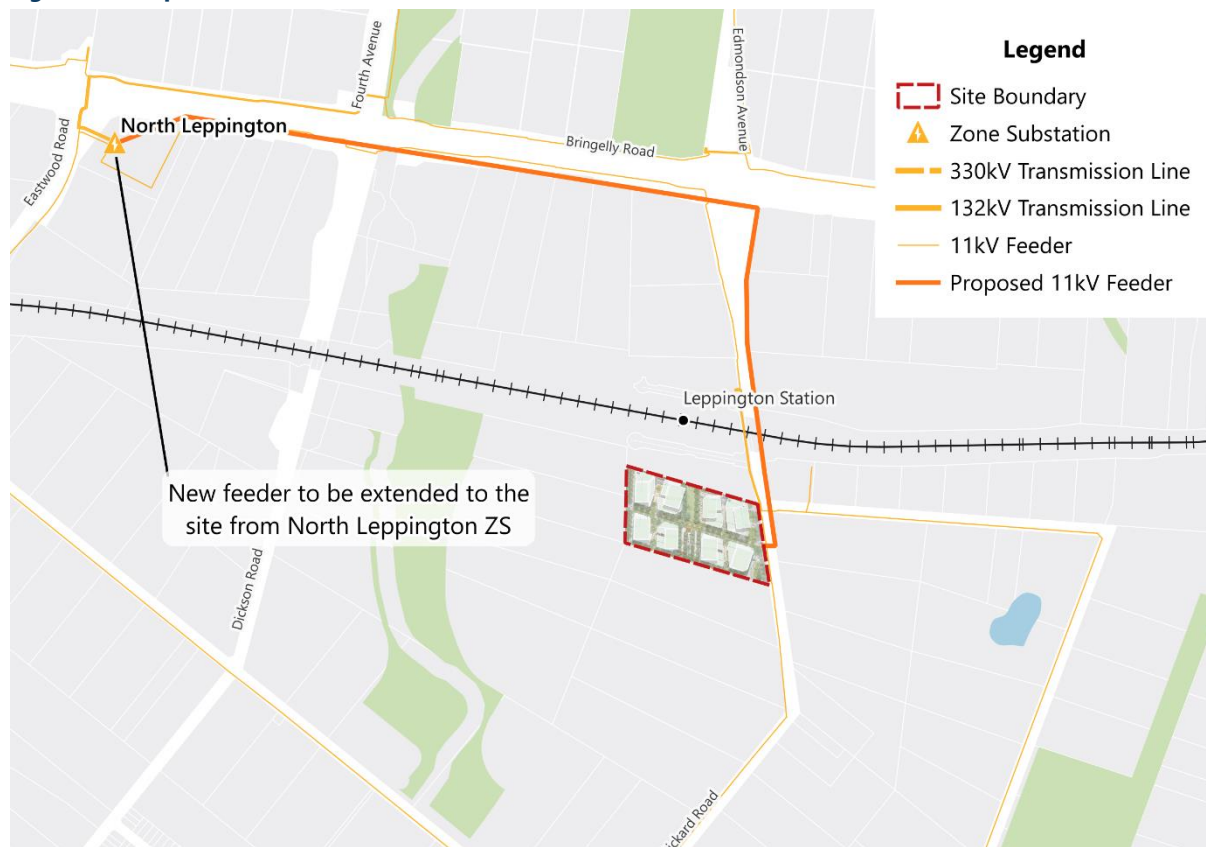 Legend
Site Boundary
Zone Substation
330kV Transmission Line
132kV Transmission Line
11kV Feeder
Proposed 11kV Feeder
Fourth Avenue
Edmondson Avenue
North Leppington
Bringelly Road
Eastwood Road
Leppington Station
New feeder to be extended to the
site from North Leppington ZS
Dickson Road
ickard Road